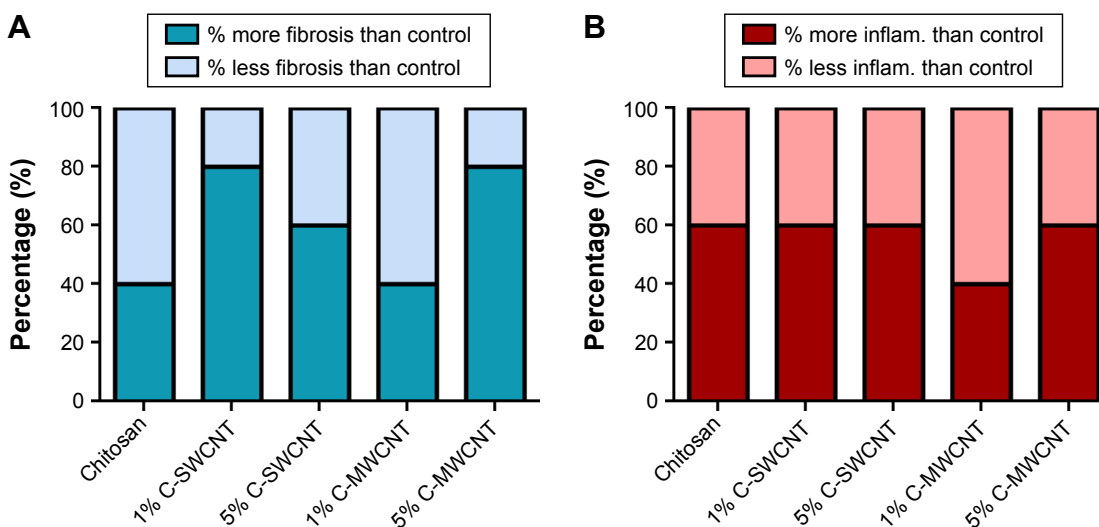 A
% more fibrosis than control
% less fibrosis than control
Percentage (%)
100
80
60
40
20
0
Chitosan
1% C-SWCNT
5% C-SWCNT
1% C-MWCNT
5% C-MWCNT
B
% more inflam. than control
% less inflam. than control
Percentage (%)
100
80
60
40
20
0
Chitosan
1% C-SWCNT
5% C-SWCNT
1% C-MWCNT
5% C-MWCNT